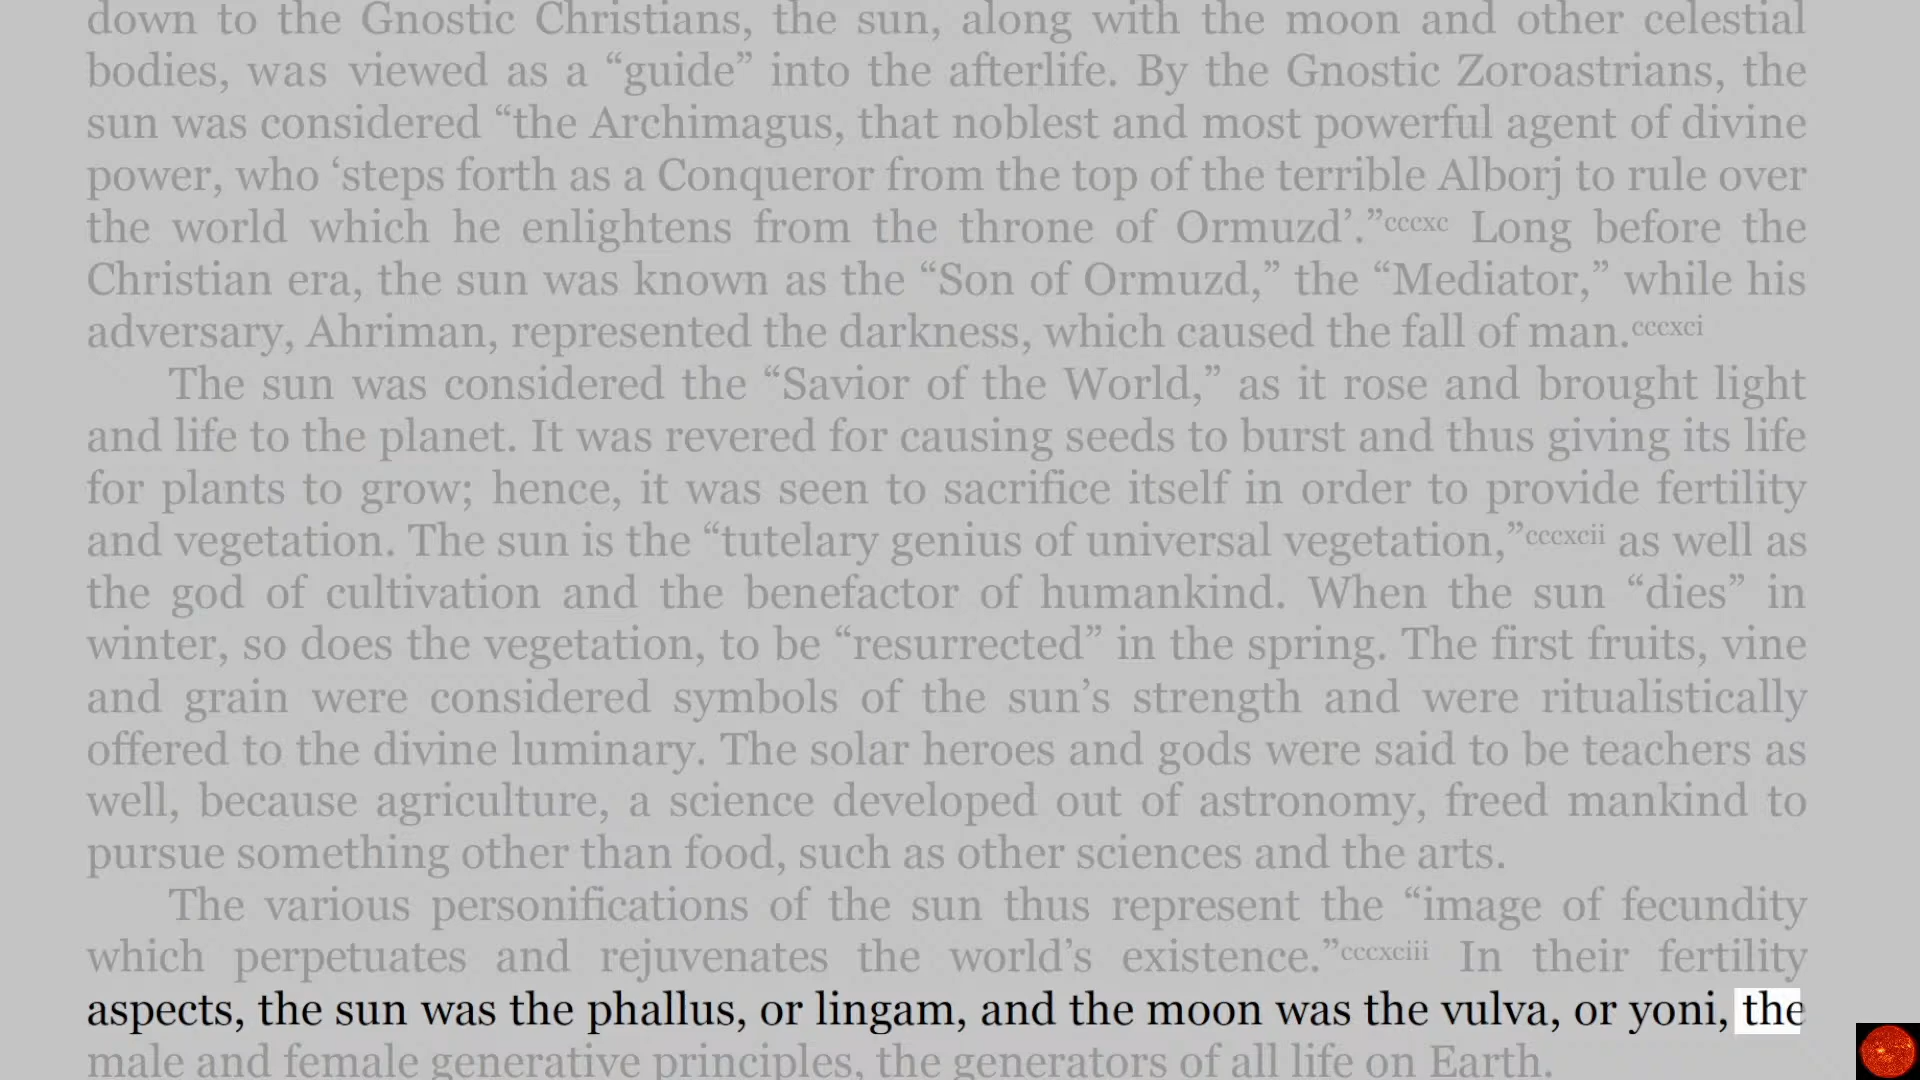 down to the Gnostic Christians, the sun, along with the moon and other celestial
bodies, was viewed as a “guide” into the afterlife. By the Gnostic Zoroastrians, the
sun was considered “the Archimagus, that noblest and most powerful agent of divine
power, who ‘steps forth as a Conqueror from the top of the terrible Alborj to rule over
the world which he enlightens from the throne of Ormuzd’.”cccxc Long before the
Christian era, the sun was known as the “Son of Ormuzd,” the “Mediator,” while his
adversary, Ahriman, represented the darkness, which caused the fall of man.cccxci
The sun was considered the “Savior of the World,” as it rose and brought light
and life to the planet. It was revered for causing seeds to burst and thus giving its life
for plants to grow; hence, it was seen to sacrifice itself in order to provide fertility
and vegetation. The sun is the “tutelary genius of universal vegetation,”cccxcii as well as
the god of cultivation and the benefactor of humankind. When the sun “dies” in
winter, so does the vegetation, to be “resurrected” in the spring. The first fruits, vine
and grain were considered symbols of the sun’s strength and were ritualistically
offered to the divine luminary. The solar heroes and gods were said to be teachers as
well, because agriculture, a science developed out of astronomy, freed mankind to
pursue something other than food, such as other sciences and the arts.
The various personifications of the sun thus represent the “image of fecundity
which perpetuates and rejuvenates the world’s existence.”cccxciii In their fertility
aspects, the sun was the phallus, or lingam, and the moon was the vulva, or yoni, the
male and female generative principles, the generators of all life on Earth.